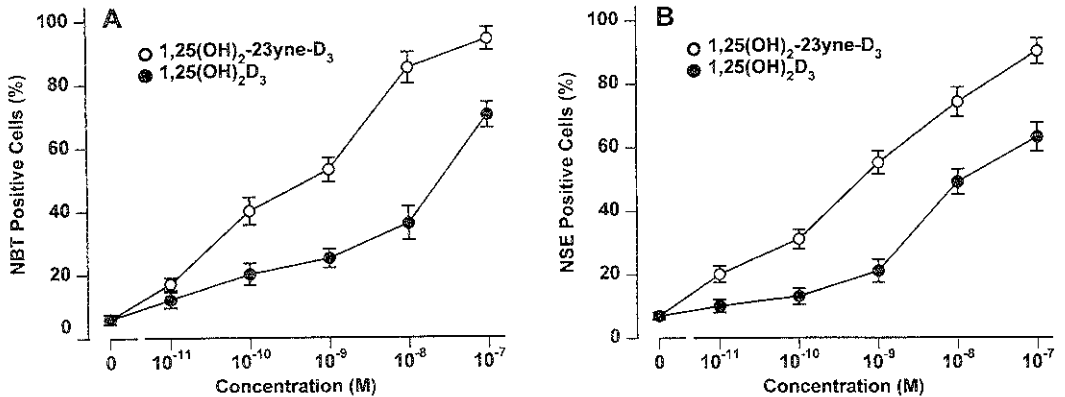 A
1,25(OH)2-23yne-D3
1,25(OH)2D3
NBT Positive Cells (%)
100
80
60
40
20
0
0 10-11 10-10 10-9 10-8 10-7
Concentration (M)
B
1,25(OH)2-23yne-D3
1,25(OH)2D3
NSE Positive Cells (%)
100
80
60
40
20
0
0 10-11 10-10 10-9 10-8 10-7
Concentration (M)